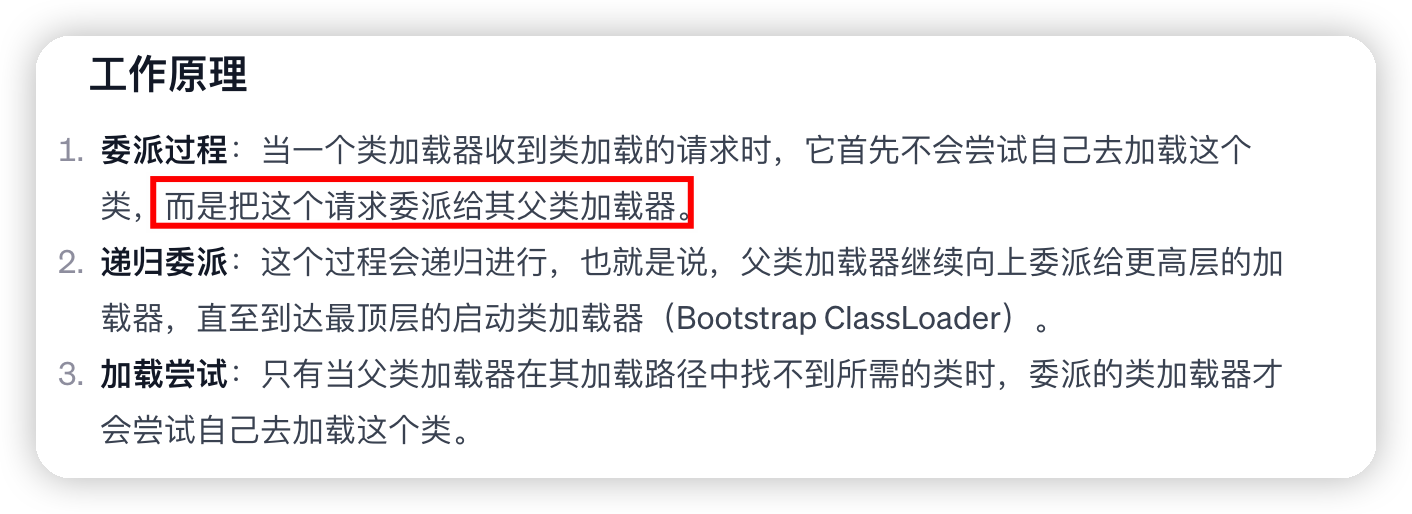 工作原理
1. 委派过程：当一个类加载器收到类加载的请求时，它首先不会尝试自己去加载这个
类，而是把这个请求委派给其父类加载器。
2. 递归委派：这个过程会递归进行，也就是说，父类加载器继续向上委派给更高层的加
载器，直至到达最顶层的启动类加载器（Bootstrap ClassLoader）。
3. 加载尝试：只有当父类加载器在其加载路径中找不到所需的类时，委派的类加载器才
会尝试自己去加载这个类。